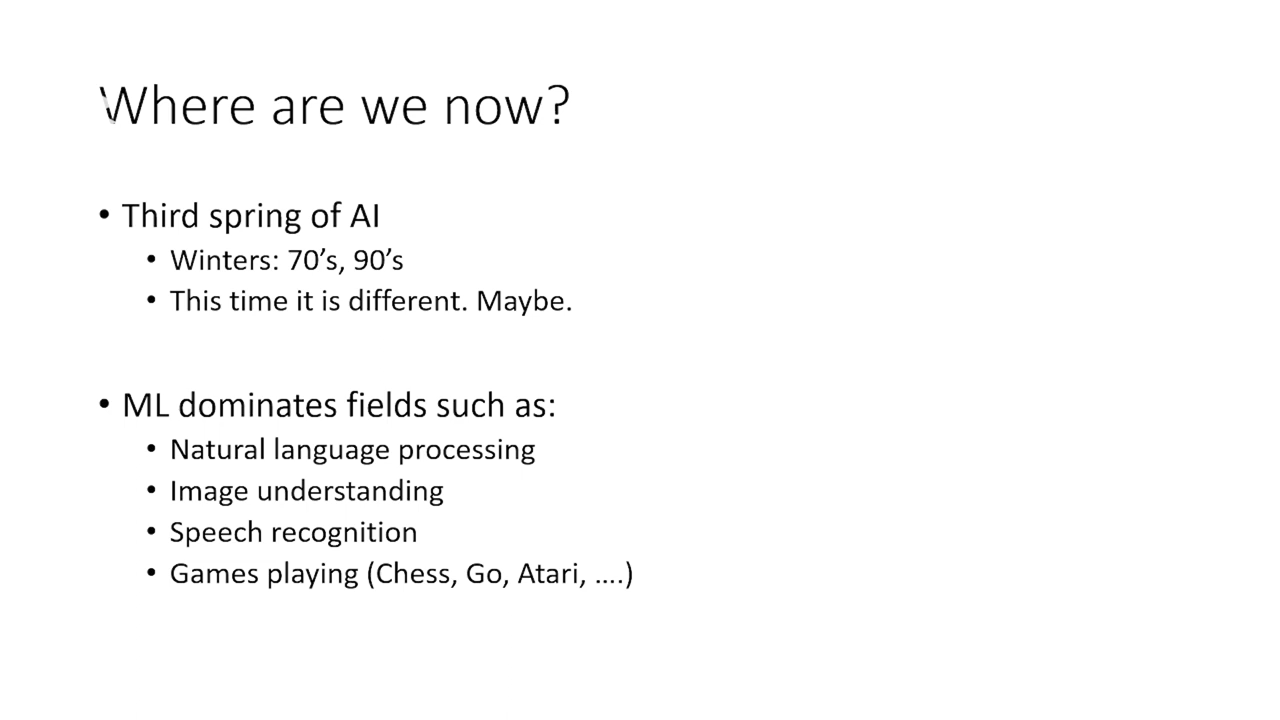 Where are we now?
• Third spring of AI
• Winters: 70’s, 90’s
• This time it is different. Maybe.
• ML dominates fields such as:
• Natural language processing
• Image understanding
• Speech recognition
• Games playing (Chess, Go, Atari, ….)